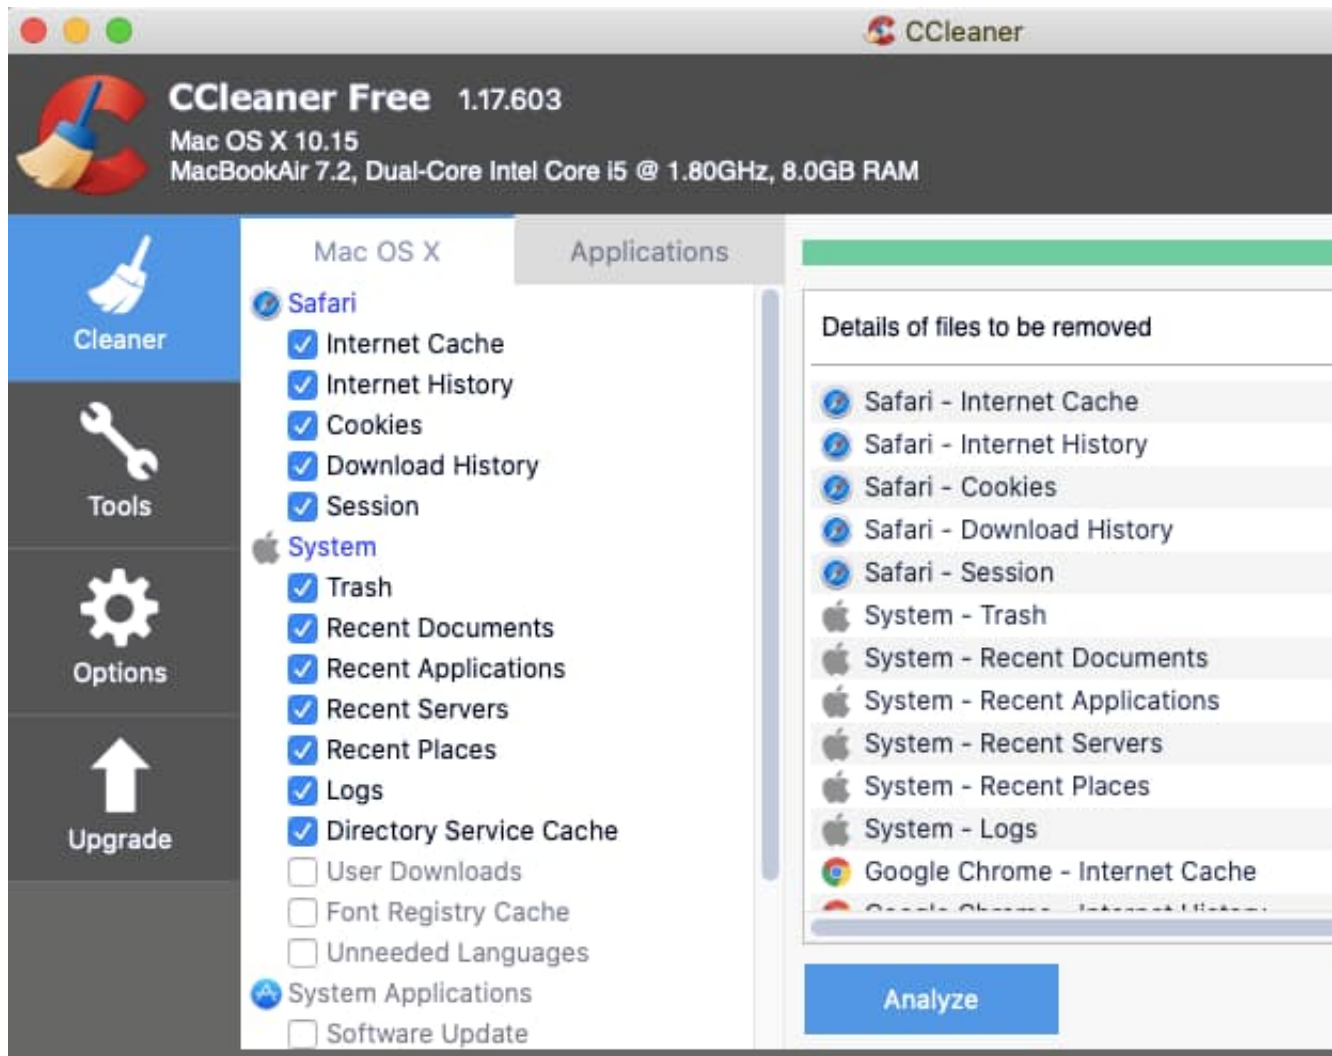 CCleaner
CCleaner Free 1.17.603
Mac OS X 10.15
MacBookAir 7.2, Dual-Core Intel Core i5 @ 1.80GHz, 8.0GB RAM
Cleaner
Tools
Options
Upgrade
Mac OS X
Applications
Safari
Internet Cache
Internet History
Cookies
Download History
Session
System
Trash
Recent Documents
Recent Applications
Recent Servers
Recent Places
Logs
Directory Service Cache
User Downloads
Font Registry Cache
Unneeded Languages
System Applications
Software Update
Details of files to be removed
Safari - Internet Cache
Safari - Internet History
Safari - Cookies
Safari - Download History
Safari - Session
System - Trash
System - Recent Documents
System - Recent Applications
System - Recent Servers
System - Recent Places
System - Logs
Google Chrome - Internet Cache
Google Chrome - Internet History
Analyze